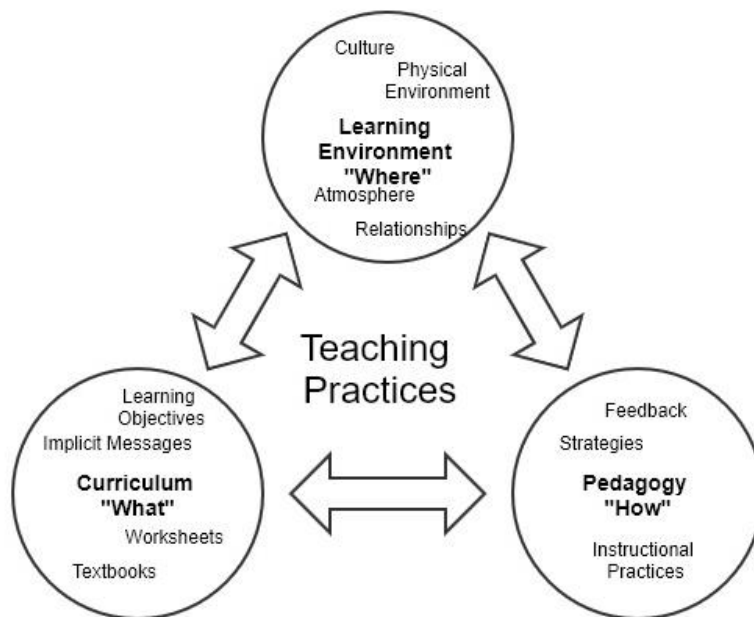 Culture
Physical
Environment
Learning
Environment
"Where"
Atmosphere
Relationships
Teaching
Practices
Learning
Objectives
Implicit Messages
Curriculum
"What"
Worksheets
Textbooks
Feedback
Strategies
Pedagogy
"How"
Instructional
Practices